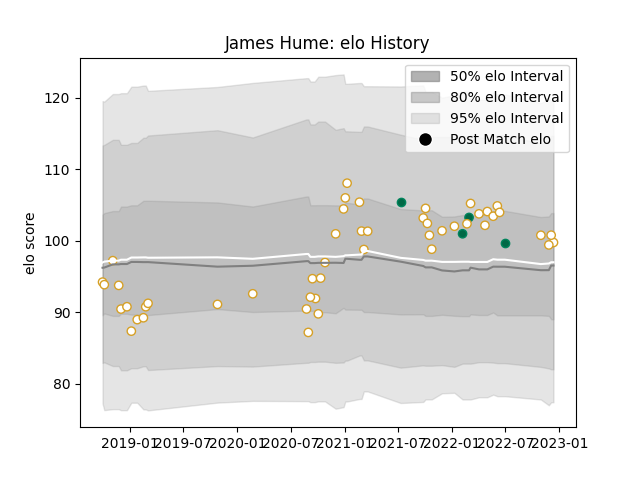 James Hume: elo History
50% elo Interval
80% elo Interval
95% elo Interval
Post Match elo
elo score
120
110
100
90
80
2019-01
2019-07
2020-01
2020-07
2021-01
2021-07
2022-01
2022-07
2023-01